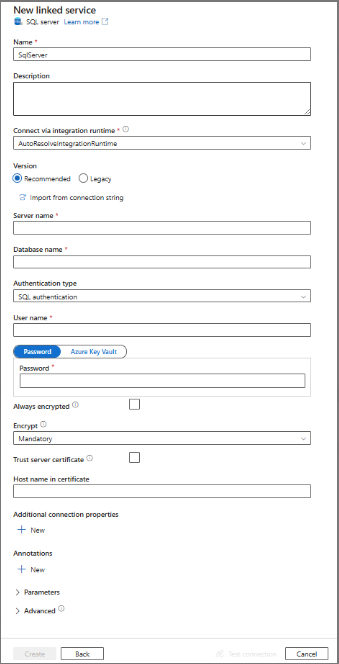 New linked service
SQL server Learn more
Name *
SqlServer
Description
Connect via integration runtime *
AutoResolveIntegrationRuntime
Version
Recommended Legacy
Import from connection string
Server name *
Database name *
Authentication type
SQL authentication
User name *
Password Azure Key Vault
Password *
Always encrypted
Encrypt
Mandatory
Trust server certificate
Host name in certificate
Additional connection properties
+ New
Annotations
+ New
Parameters
Advanced
Create Back Test connection Cancel